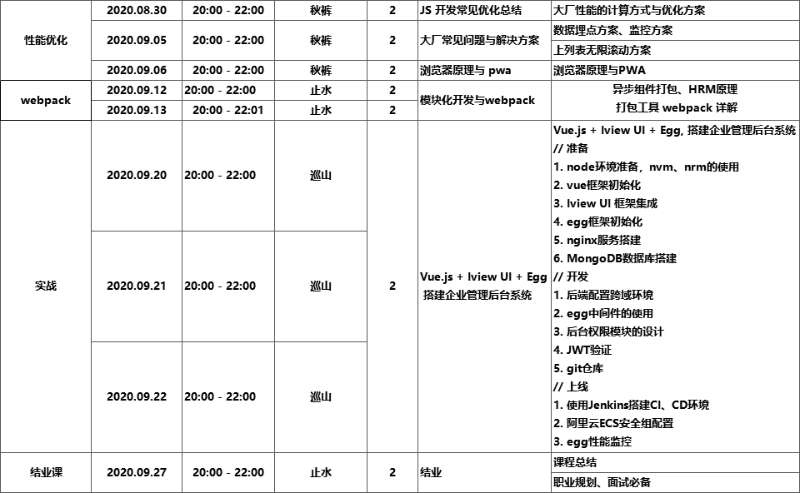 性能优化
2020.08.30 20:00 - 22:00 秋裤 2 JS 开发常见优化总结 大厂性能的计算方式与优化方案
2020.09.05 20:00 - 22:00 秋裤 2 大厂常见问题与解决方案 数据埋点方案、监控方案
上列表无限滚动方案
2020.09.06 20:00 - 22:00 秋裤 2 浏览器原理与 pwa 浏览器原理与PWA
webpack
2020.09.12 20:00 - 22:00 止水 2
2020.09.13 20:00 - 22:01 止水 2
模块化开发与webpack
异步组件打包、HRM原理
打包工具 webpack 详解
实战
2020.09.20 20:00 - 22:00 巡山
2020.09.21 20:00 - 22:00 巡山
2020.09.22 20:00 - 22:00 巡山
2
Vue.js + Iview UI + Egg
搭建企业管理后台系统
Vue.js + Iview UI + Egg, 搭建企业管理后台系统
// 准备
1. node环境准备，nvm、nrm的使用
2. vue框架初始化
3. Iview UI 框架集成
4. egg框架初始化
5. nginx服务搭建
6. MongoDB数据库搭建
// 开发
1. 后端配置跨域环境
2. egg中间件的使用
3. 后台权限模块的设计
4. JWT验证
5. git仓库
// 上线
1. 使用Jenkins搭建CI、CD环境
2. 阿里云ECS安全组配置
3. egg性能监控
结业课 2020.09.27 20:00 - 22:00 止水 2 结业
课程总结
职业规划、面试必备